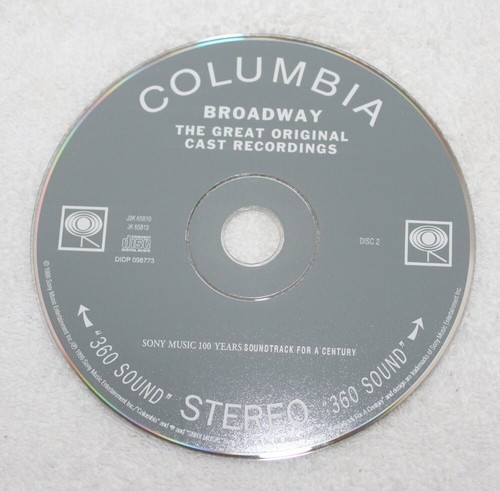 COLUMBIA
BROADWAY
THE GREAT ORIGINAL
CAST RECORDINGS
J2K 65810
JK 65812
DISC 2
DIDP 098773
SONY MUSIC 100 YEARS SOUNDTRACK FOR A CENTURY
"360 SOUND" STEREO "360 SOUND"